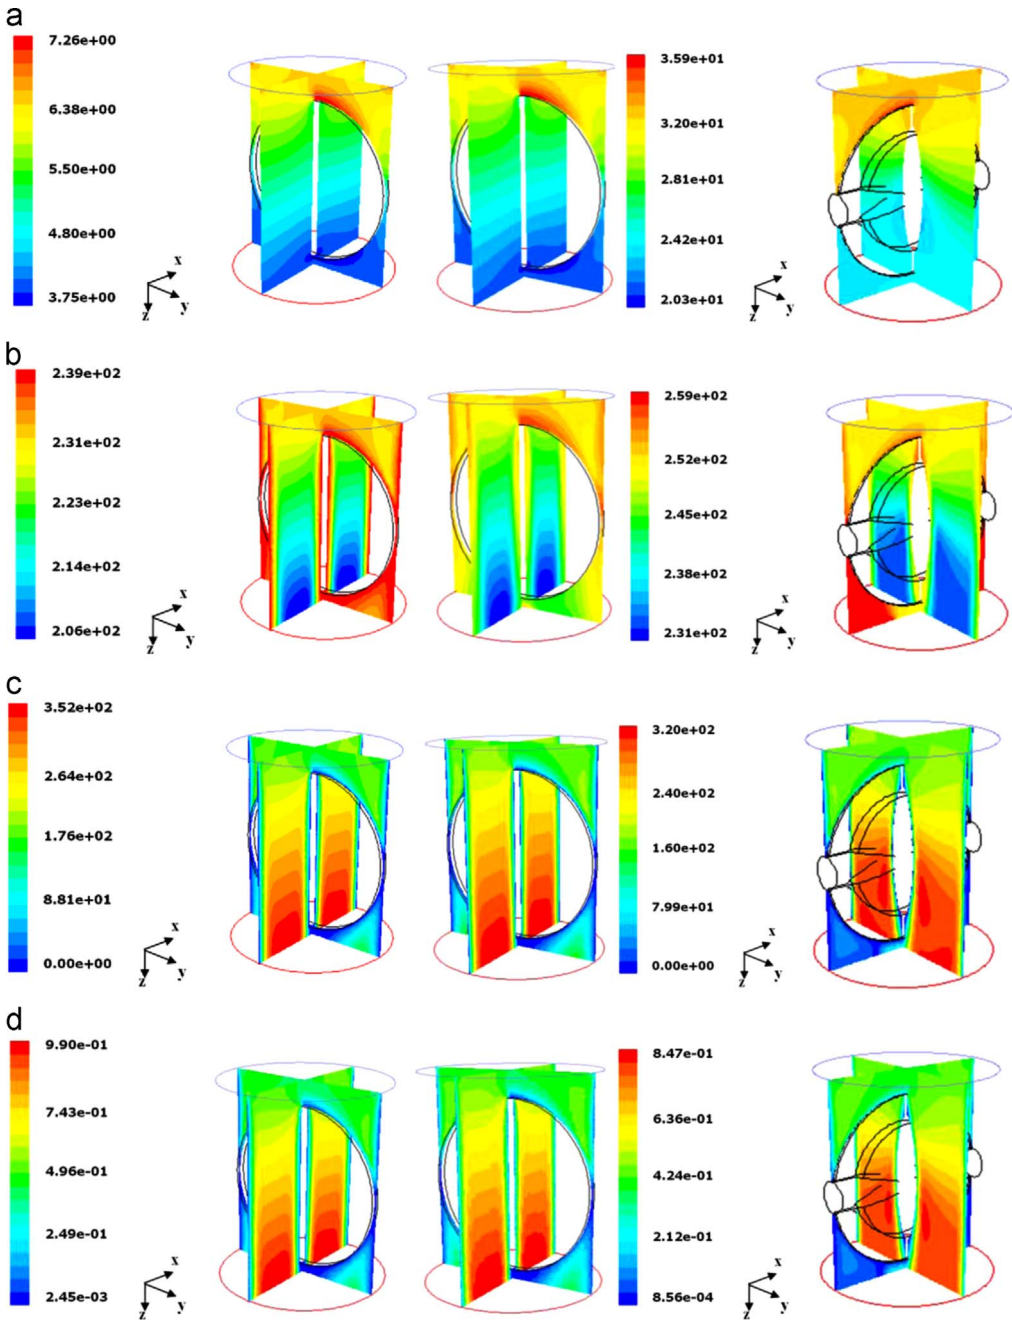 a
7.26e+00
6.38e+00
5.50e+00
4.80e+00
3.75e+00
x
y
z
3.59e+01
3.20e+01
2.81e+01
2.42e+01
2.03e+01
x
y
z
b
2.39e+02
2.31e+02
2.23e+02
2.14e+02
2.06e+02
x
y
z
2.59e+02
2.52e+02
2.45e+02
2.38e+02
2.31e+02
x
y
z
c
3.52e+02
2.64e+02
1.76e+02
8.81e+01
0.00e+00
x
y
z
3.20e+02
2.40e+02
1.60e+02
7.99e+01
0.00e+00
x
y
z
d
9.90e-01
7.43e-01
4.96e-01
2.49e-01
2.45e-03
x
y
z
8.47e-01
6.36e-01
4.24e-01
2.12e-01
8.56e-04
x
y
z